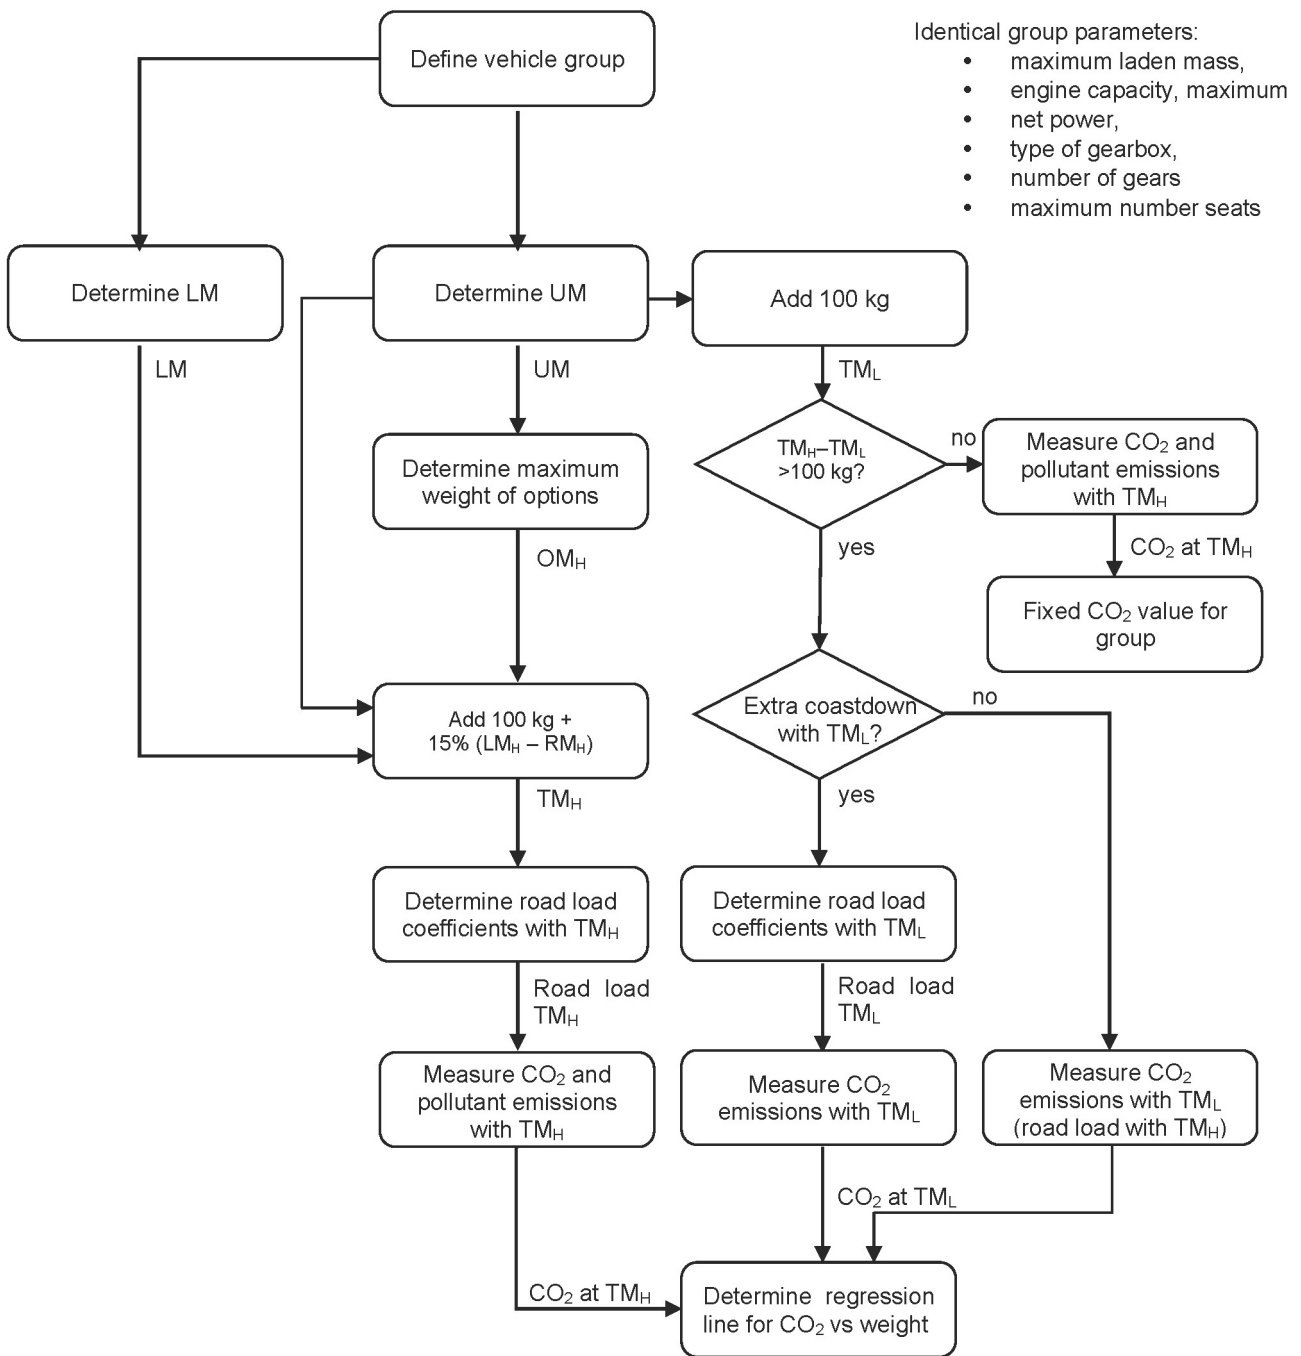 Define vehicle group
Identical group parameters:
• maximum laden mass,
• engine capacity, maximum
• net power,
• type of gearbox,
• number of gears
• maximum number seats
Determine LM
Determine UM
Add 100 kg
LM
UM
TML
TMH–TML
>100 kg?
no
Measure CO2 and
pollutant emissions
with TMH
Determine maximum
weight of options
yes
CO2 at TMH
OMH
Fixed CO2 value for
group
Extra coastdown
with TML?
no
Add 100 kg +
15% (LMH – RMH)
yes
TMH
Determine road load
coefficients with TMH
Determine road load
coefficients with TML
Road load
TMH
Road load
TML
Measure CO2 and
pollutant emissions
with TMH
Measure CO2
emissions with TML
Measure CO2
emissions with TML
(road load with TMH)
CO2 at TML
CO2 at TMH
Determine regression
line for CO2 vs weight